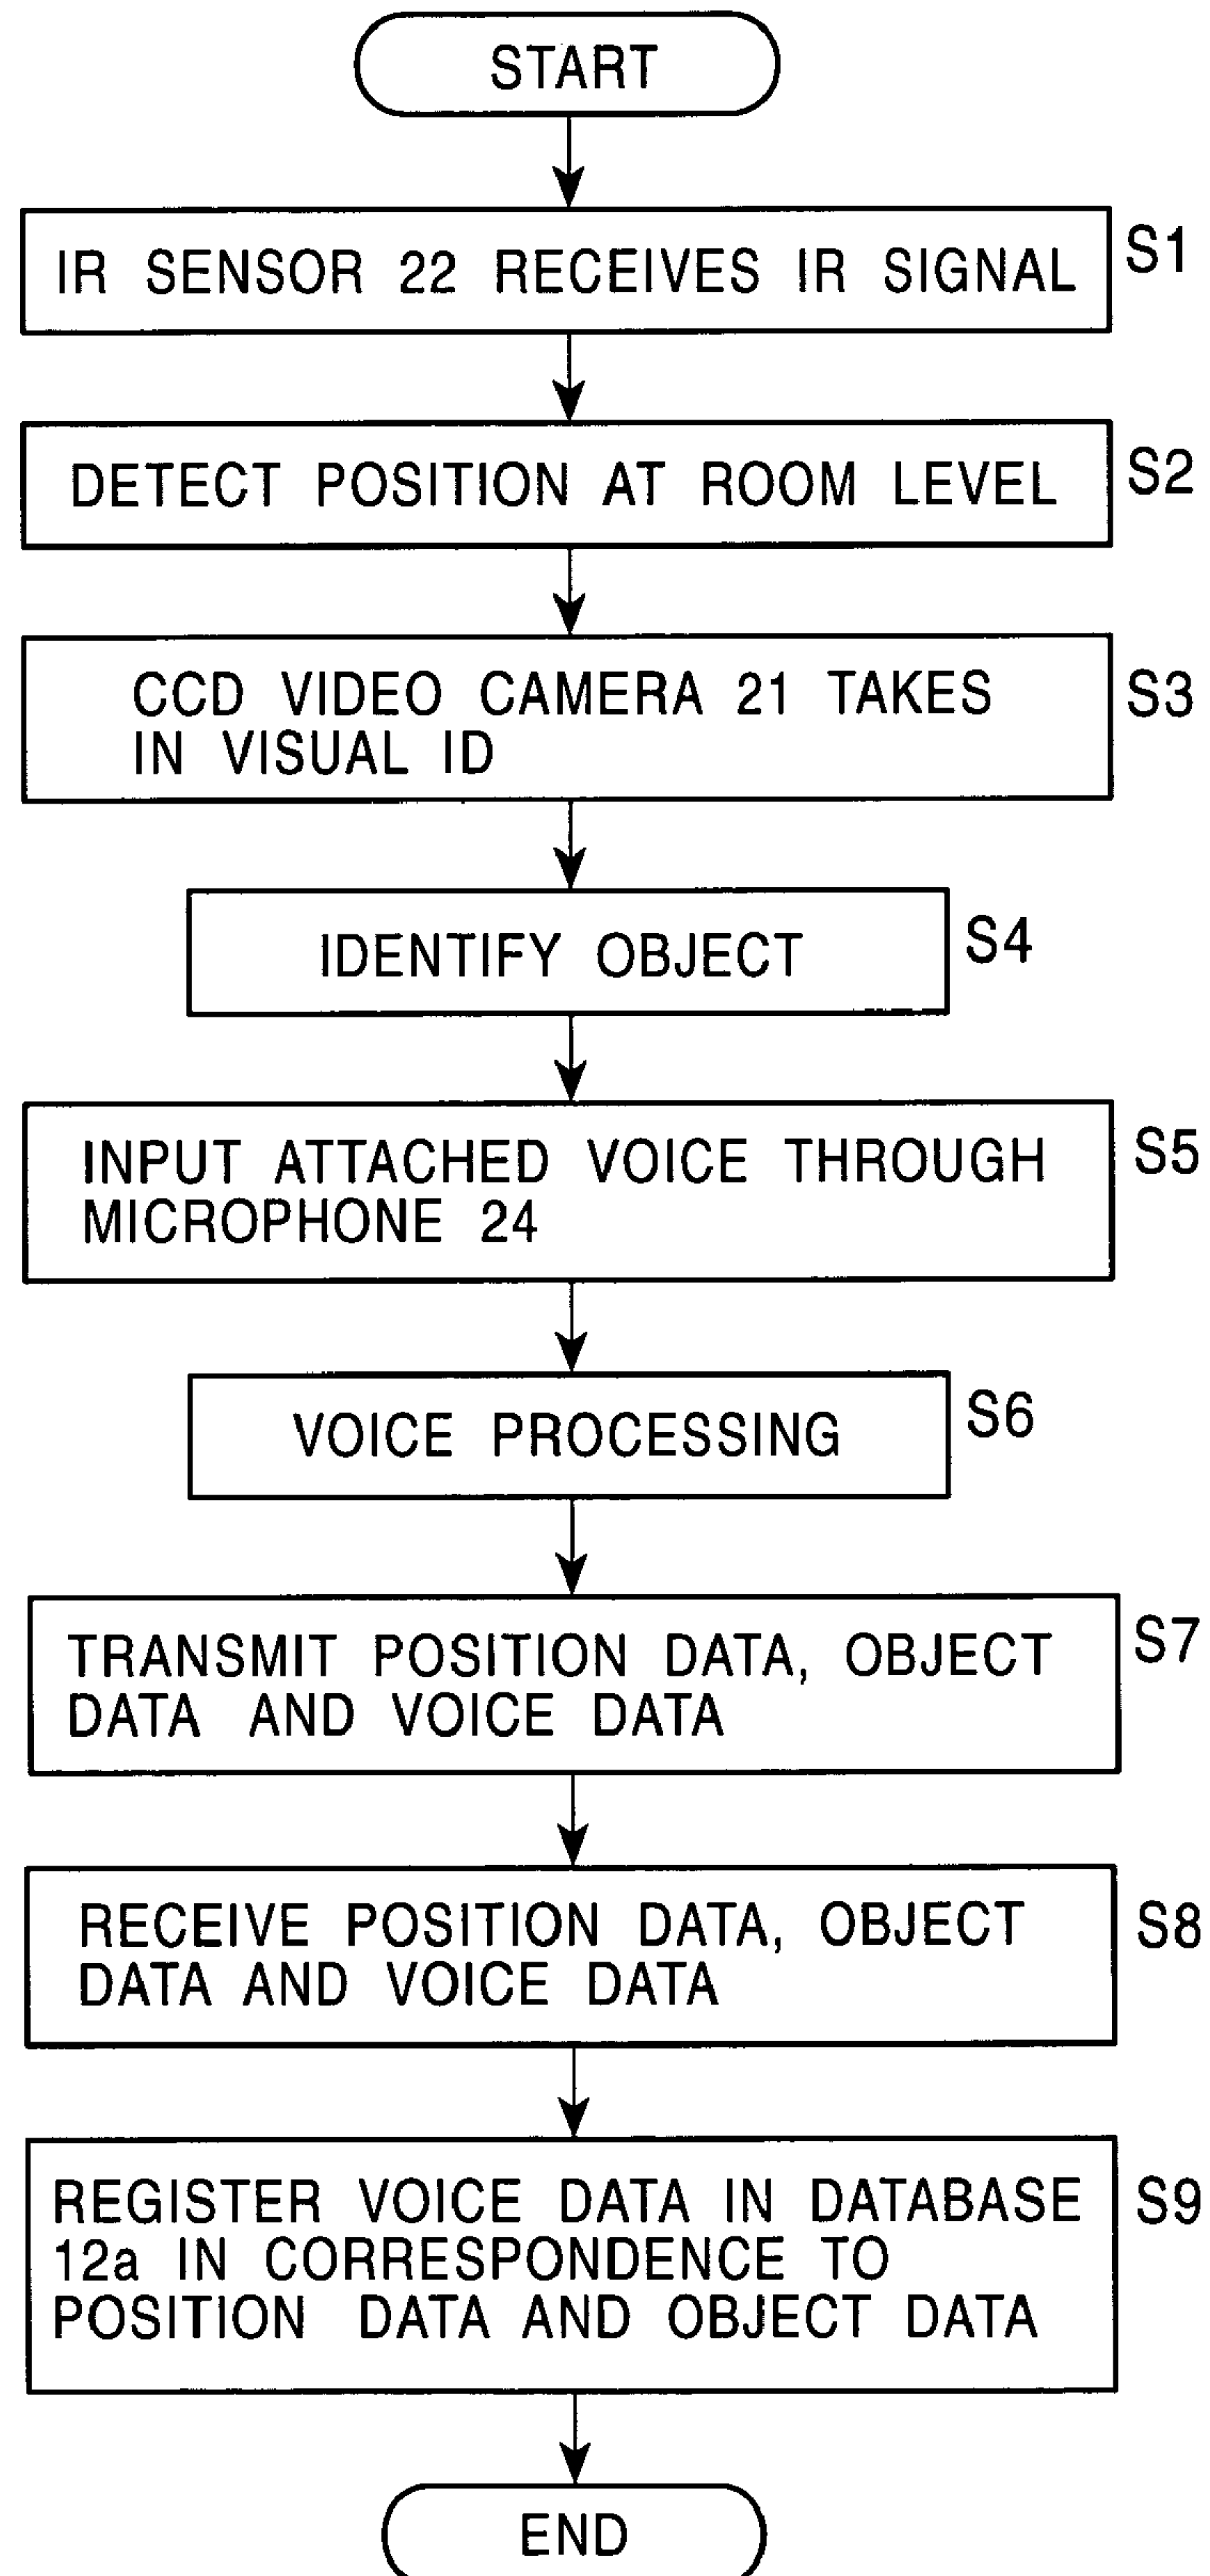 START
IR SENSOR 22 RECEIVES IR SIGNAL
S1
DETECT POSITION AT ROOM LEVEL
S2
CCD VIDEO CAMERA 21 TAKES
IN VISUAL ID
S3
IDENTIFY OBJECT
S4
INPUT ATTACHED VOICE THROUGH
MICROPHONE 24
S5
VOICE PROCESSING
S6
TRANSMIT POSITION DATA, OBJECT
DATA AND VOICE DATA
S7
RECEIVE POSITION DATA, OBJECT
DATA AND VOICE DATA
S8
REGISTER VOICE DATA IN DATABASE
12a IN CORRESPONDENCE TO
POSITION DATA AND OBJECT DATA
S9
END